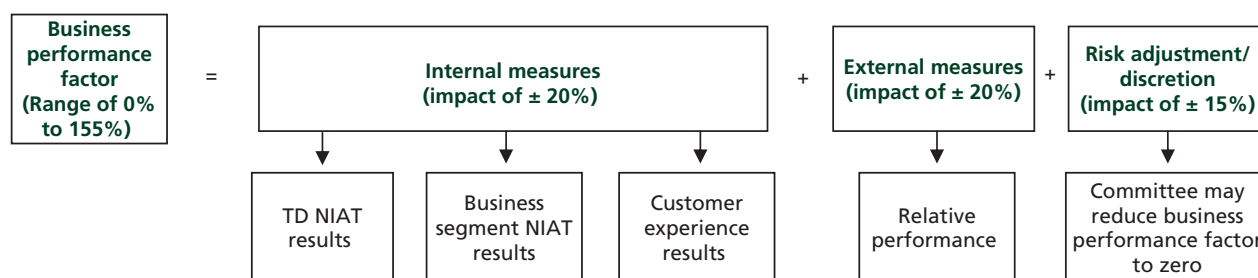 Business
performance
factor
(Range of 0%
to 155%)
=
Internal measures
(impact of ± 20%)
+
External measures
(impact of ± 20%)
+
Risk adjustment/
discretion
(impact of ± 15%)
TD NIAT
results
Business
segment NIAT
results
Customer
experience
results
Relative
performance
Committee may
reduce business
performance factor
to zero